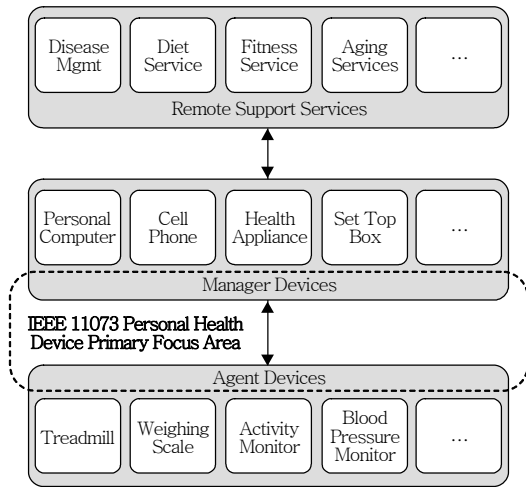 Disease
Mgmt
Diet
Service
Fitness
Service
Aging
Services
…
Remote Support Services
Personal
Computer
Cell
Phone
Health
Appliance
Set Top
Box
…
Manager Devices
IEEE 11073 Personal Health
Device Primary Focus Area
Agent Devices
Treadmill
Weighing
Scale
Activity
Monitor
Blood
Pressure
Monitor
…